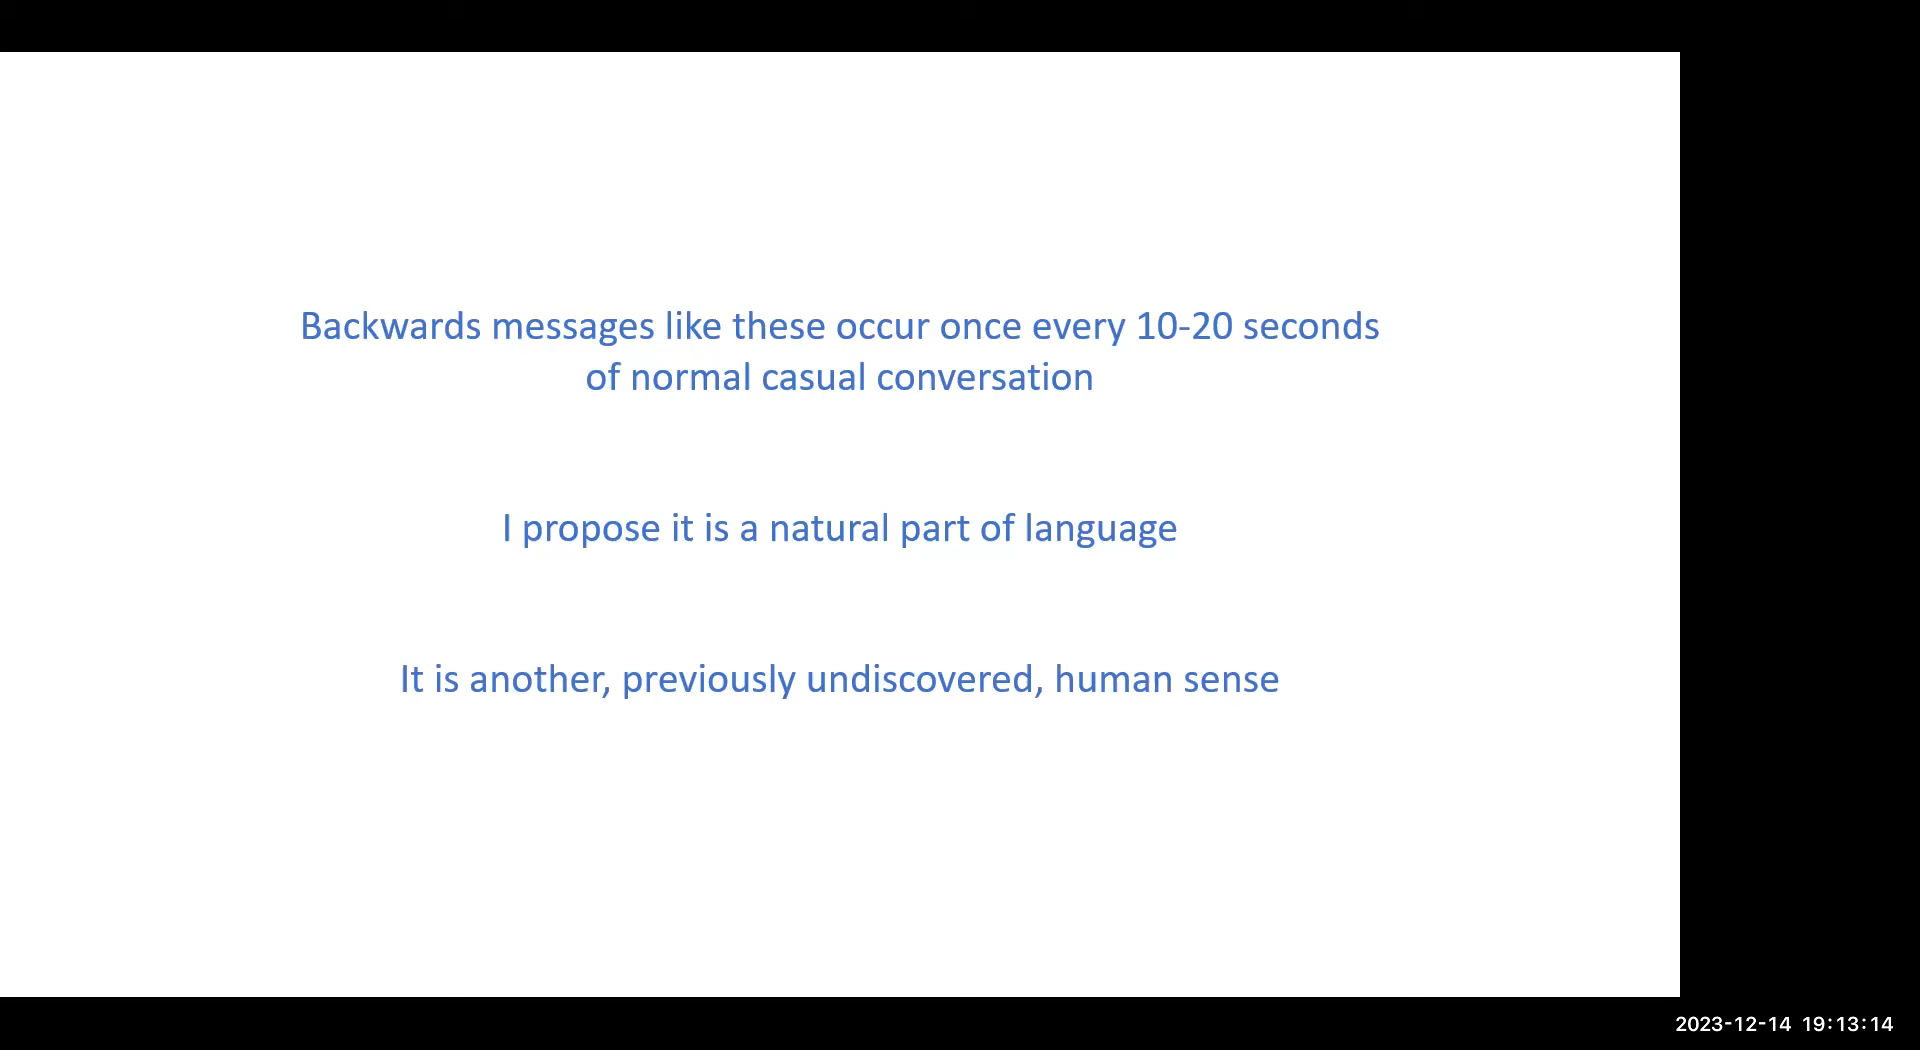 Backwards messages like these occur once every 10-20 seconds
of normal casual conversation
I propose it is a natural part of language
It is another, previously undiscovered, human sense
2023-12-14 19:13:14